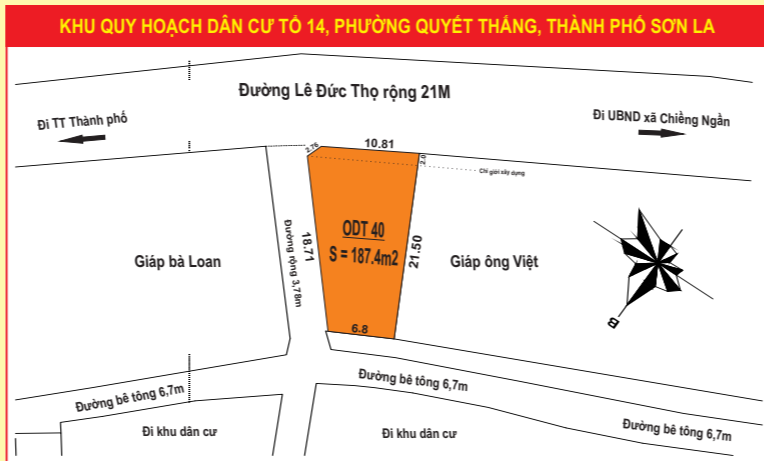 KHU QUY HOẠCH DÂN CƯ TỔ 14, PHƯỜNG QUYẾT THẮNG, THÀNH PHỐ SƠN LA
Đường Lê Đức Thọ rộng 21M
Đi TT Thành phố
Đi UBND xã Chiềng Ngần
2.76
10.81
2.0
Chỉ giới xây dựng
Đường rộng 3,78m
18.71
ODT 40
S = 187.4m2
21.50
Giáp bà Loan
Giáp ông Việt
B
6.8
Đường bê tông 6,7m
Đường bê tông 6,7m
Đường bê tông 6,7m
Đi khu dân cư
Đi khu dân cư